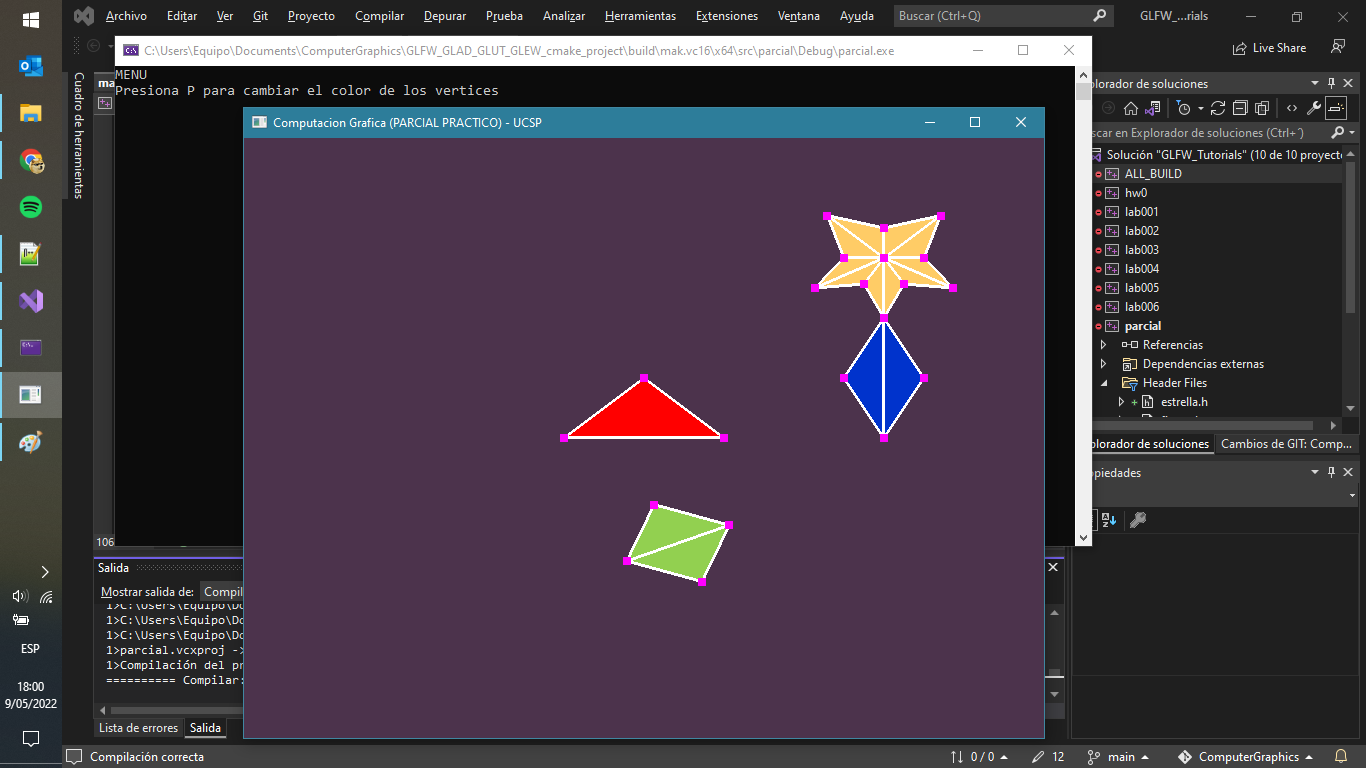 Archivo Editar Ver Git Proyecto Compilar Depurar Prueba Analizar Herramientas Extensiones Ventana Ayuda Buscar (Ctrl+Q) GLFW_...rials
C:\Users\Equipo\Documents\ComputerGraphics\GLFW_GLAD_GLUT_GLEW_cmake_project\build\mak.vc16\x64\src\parcial\Debug\parcial.exe
Live Share
MENU
Presiona P para cambiar el color de los vertices
Cuadro de herramientas
ma
Computacion Grafica (PARCIAL PRACTICO) - UCSP
plorador de soluciones
scar en Explorador de soluciones (Ctrl+´)
Solución "GLFW_Tutorials" (10 de 10 proyecto
ALL_BUILD
hw0
lab001
lab002
lab003
lab004
lab005
lab006
parcial
Referencias
Dependencias externas
Header Files
estrella.h
plorador de soluciones Cambios de GIT: Comp...
opiedades
106
Salida
Mostrar salida de: Compil
1>C:\Users\Equipo\Do
1>C:\Users\Equipo\Do
1>C:\Users\Equipo\Do
1>parcial.vcxproj ->
1>Compilación del pr
========== Compilar:
Lista de errores Salida
ESP
18:00
9/05/2022
Compilación correcta 0 / 0 12 main ComputerGraphics